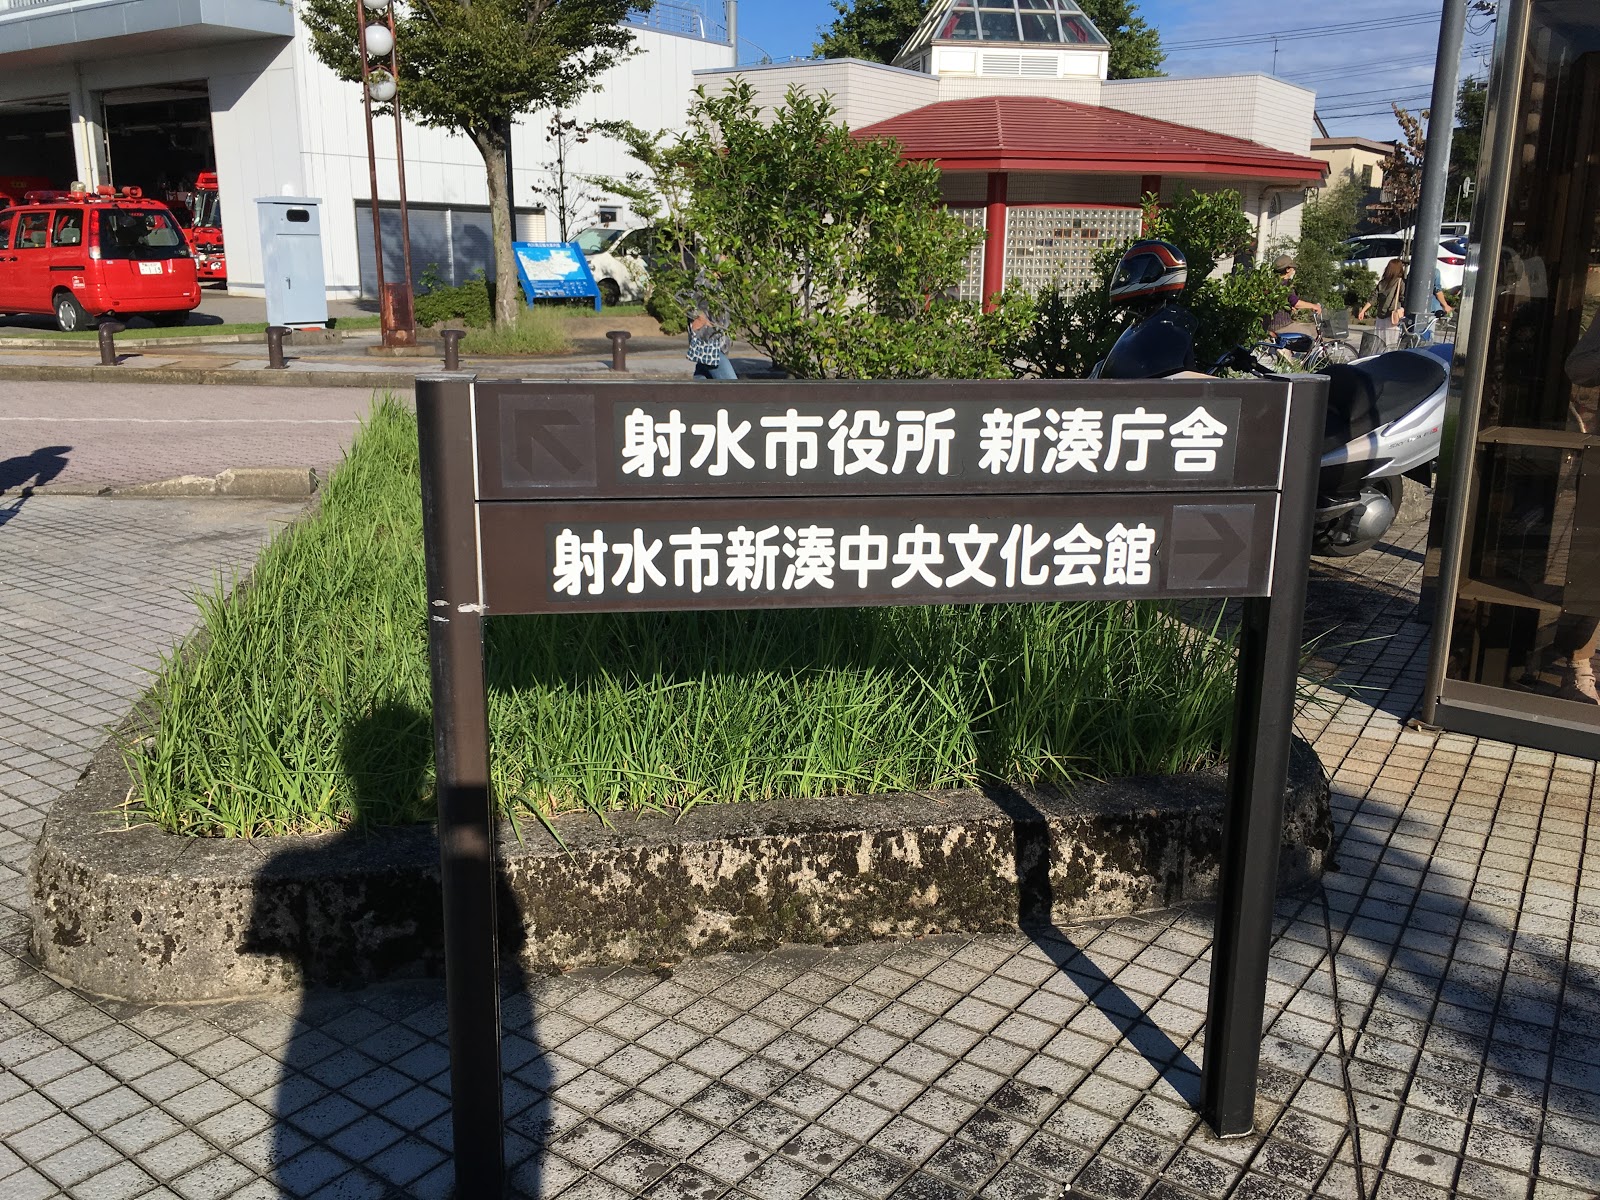 射水市役所 新湊庁舎
射水市新湊中央文化会館